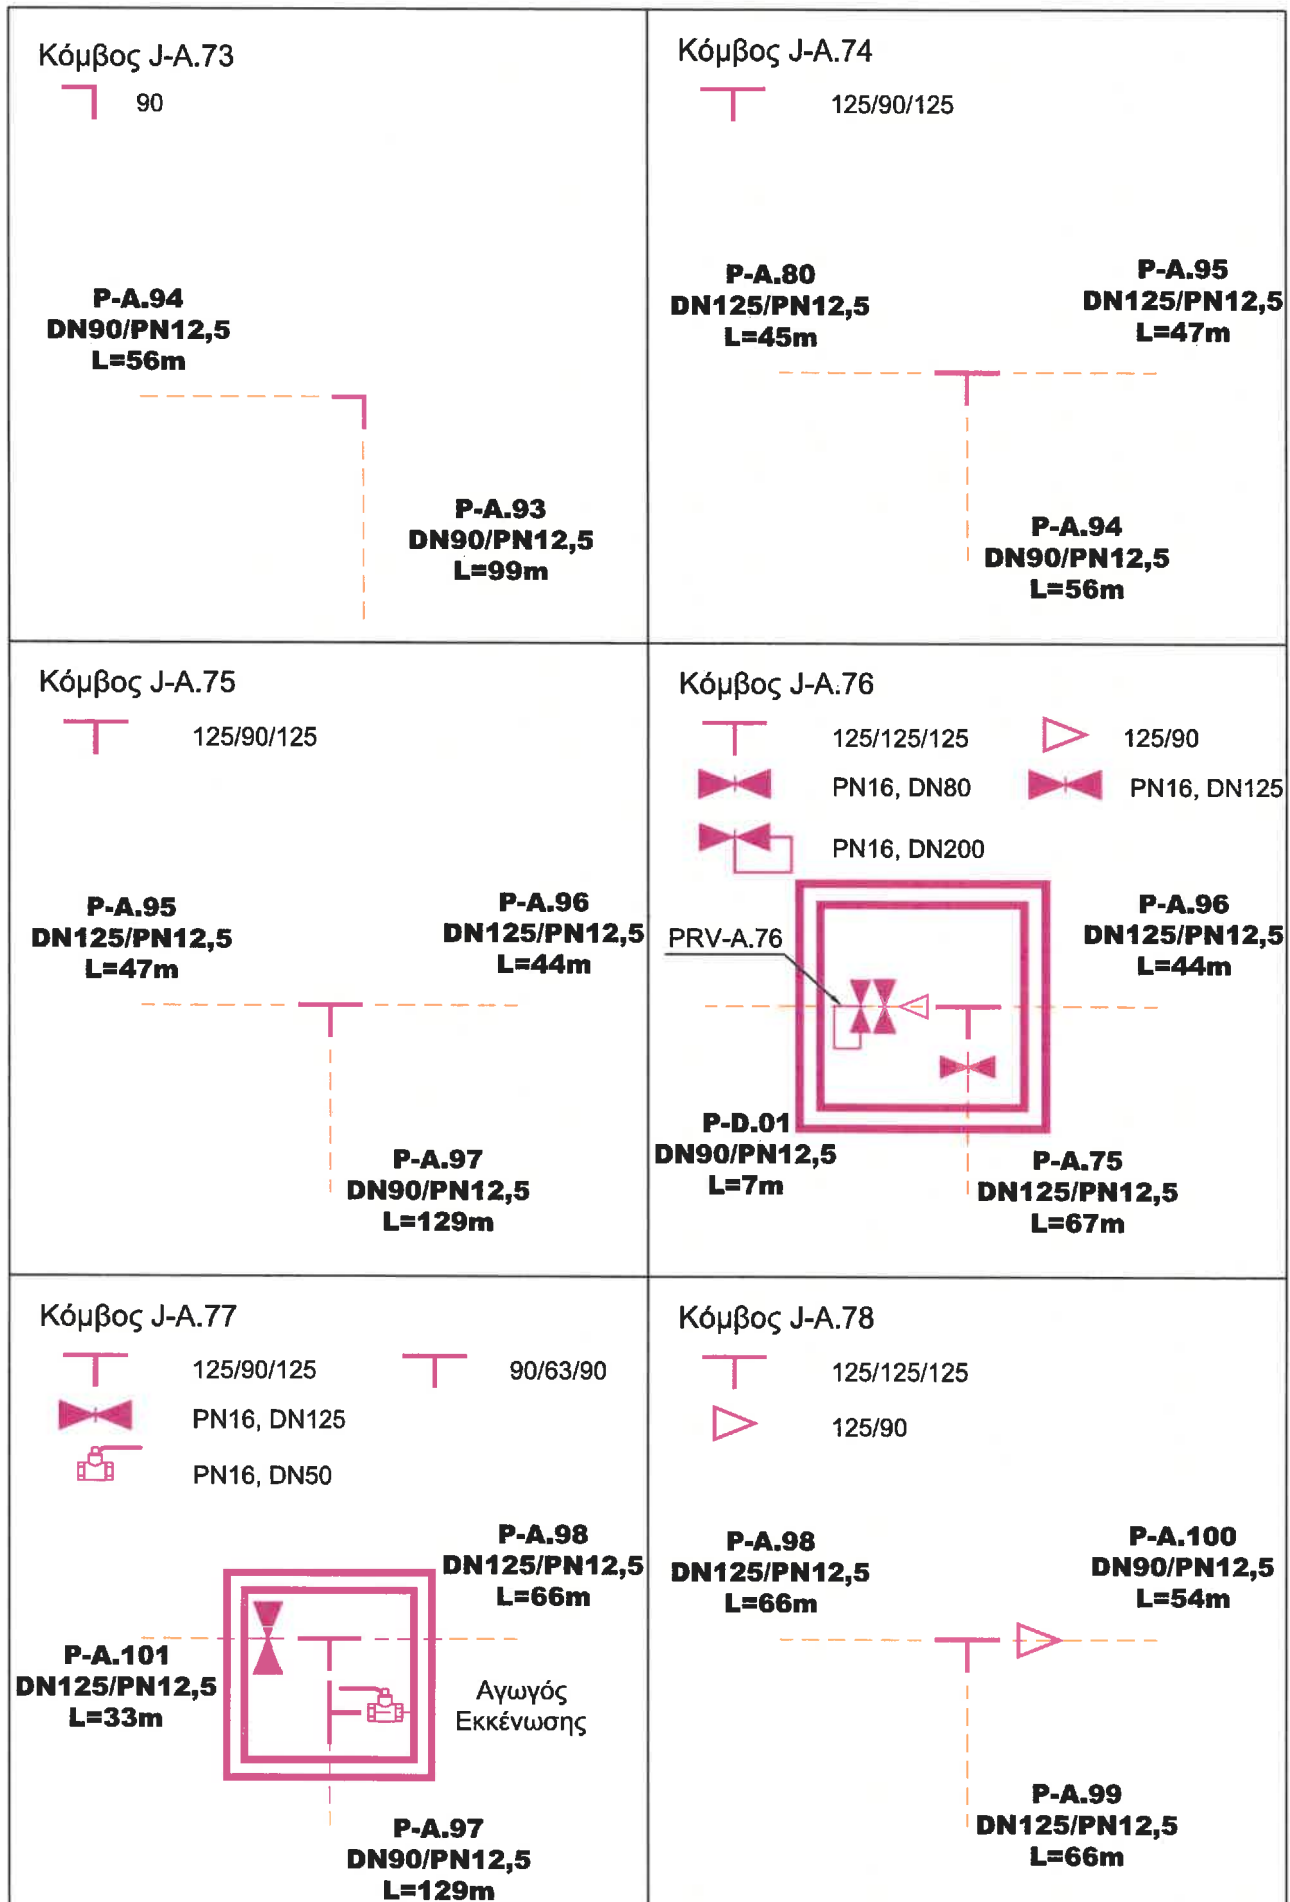 Κόμβος J-A.73
90
P-A.94
DN90/PN12,5
L=56m
P-A.93
DN90/PN12,5
L=99m
Κόμβος J-A.74
125/90/125
P-A.80
DN125/PN12,5
L=45m
P-A.95
DN125/PN12,5
L=47m
P-A.94
DN90/PN12,5
L=56m
Κόμβος J-A.75
125/90/125
P-A.95
DN125/PN12,5
L=47m
P-A.96
DN125/PN12,5
L=44m
P-A.97
DN90/PN12,5
L=129m
Κόμβος J-A.76
125/125/125
125/90
PN16, DN80
PN16, DN125
PN16, DN200
PRV-A.76
P-A.96
DN125/PN12,5
L=44m
P-D.01
DN90/PN12,5
L=7m
P-A.75
DN125/PN12,5
L=67m
Κόμβος J-A.77
125/90/125
90/63/90
PN16, DN125
PN16, DN50
P-A.98
DN125/PN12,5
L=66m
P-A.101
DN125/PN12,5
L=33m
Αγωγός
Εκκένωσης
P-A.97
DN90/PN12,5
L=129m
Κόμβος J-A.78
125/125/125
125/90
P-A.98
DN125/PN12,5
L=66m
P-A.100
DN90/PN12,5
L=54m
P-A.99
DN125/PN12,5
L=66m